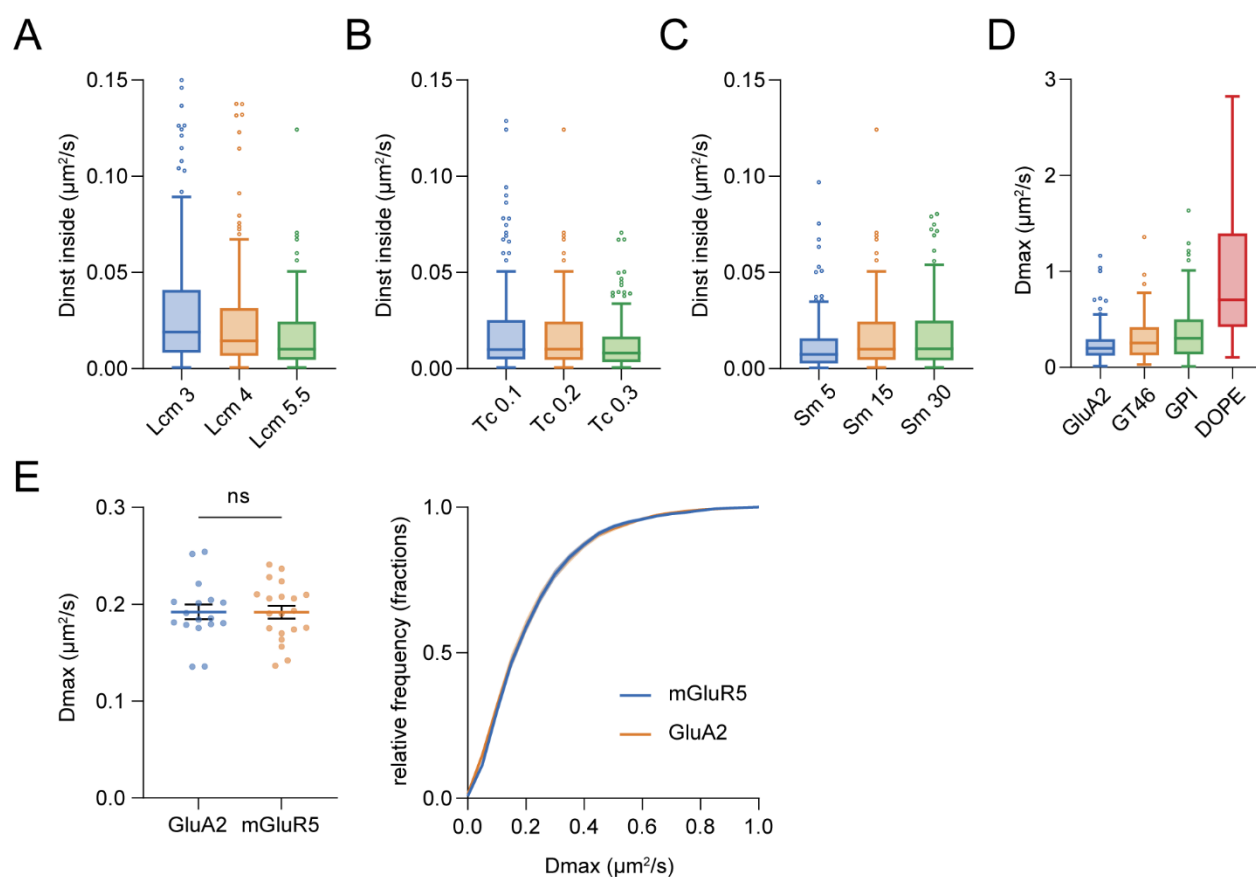 A
Dinst inside (µm²/s)
0.15
0.10
0.05
0.00
Lcm 3
Lcm 4
Lcm 5.5
B
Dinst inside (µm²/s)
0.15
0.10
0.05
0.00
Tc 0.1
Tc 0.2
Tc 0.3
C
Dinst inside (µm²/s)
0.15
0.10
0.05
0.00
Sm 5
Sm 15
Sm 30
D
Dmax (µm²/s)
3
2
1
0
GluA2
GT46
GPI
DOPE
E
Dmax (µm²/s)
0.3
0.2
0.1
0.0
ns
GluA2
mGluR5
relative frequency (fractions)
1.0
0.5
0.0
mGluR5
GluA2
0.0 0.2 0.4 0.6 0.8 1.0
Dmax (µm²/s)